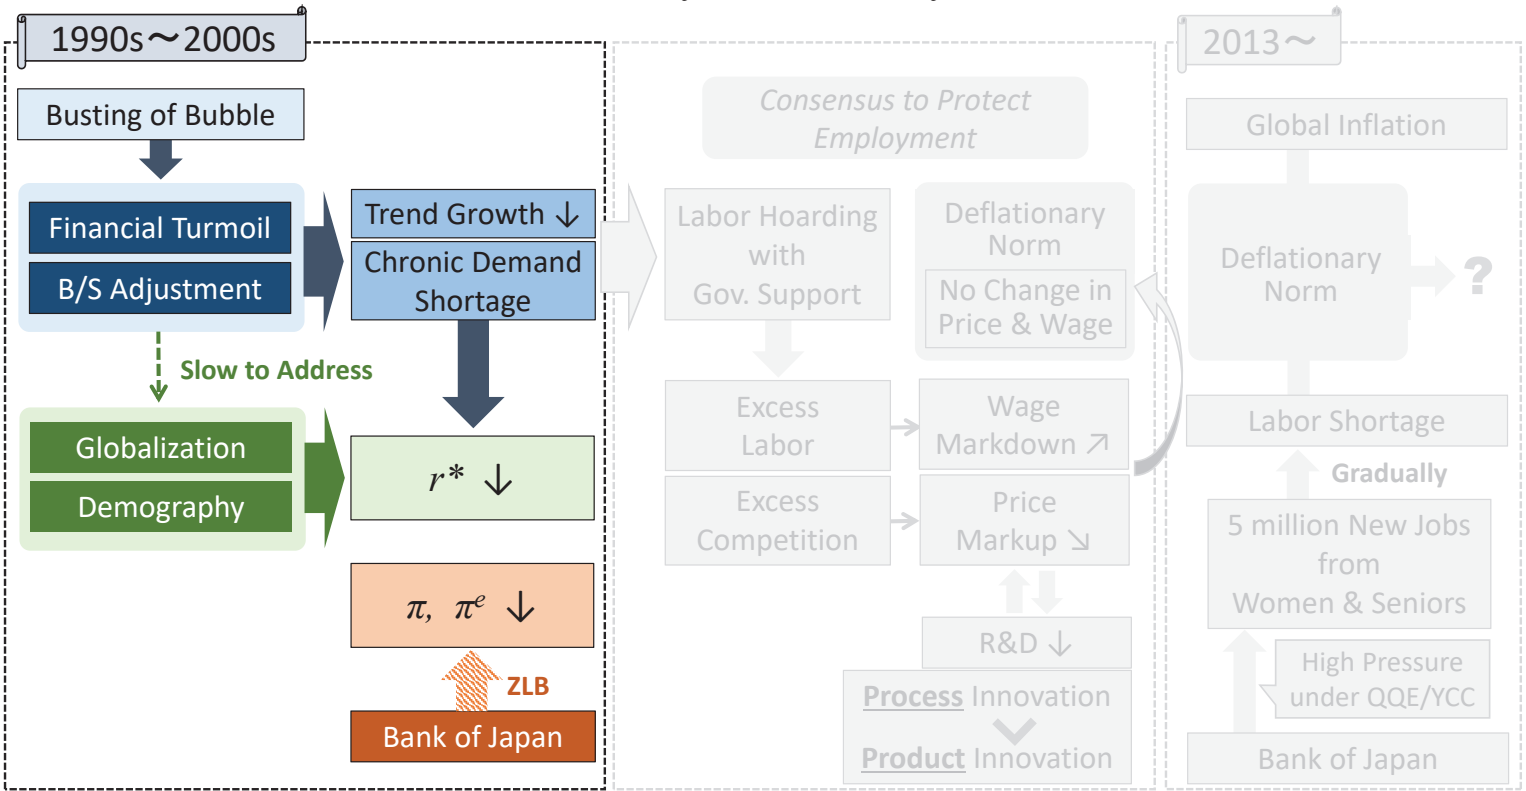 1990s～2000s
Busting of Bubble
Financial Turmoil
B/S Adjustment
Trend Growth ↓
Chronic Demand
Shortage
Slow to Address
Globalization
Demography
r* ↓
π, πᵉ ↓
ZLB
Bank of Japan
Consensus to Protect
Employment
Labor Hoarding
with
Gov. Support
Deflationary
Norm
No Change in
Price & Wage
Excess
Labor
Wage
Markdown ↗
Excess
Competition
Price
Markup ↘
R&D ↓
Process Innovation
Product Innovation
2013～
Global Inflation
Deflationary
Norm
?
Labor Shortage
Gradually
5 million New Jobs
from
Women & Seniors
High Pressure
under QQE/YCC
Bank of Japan